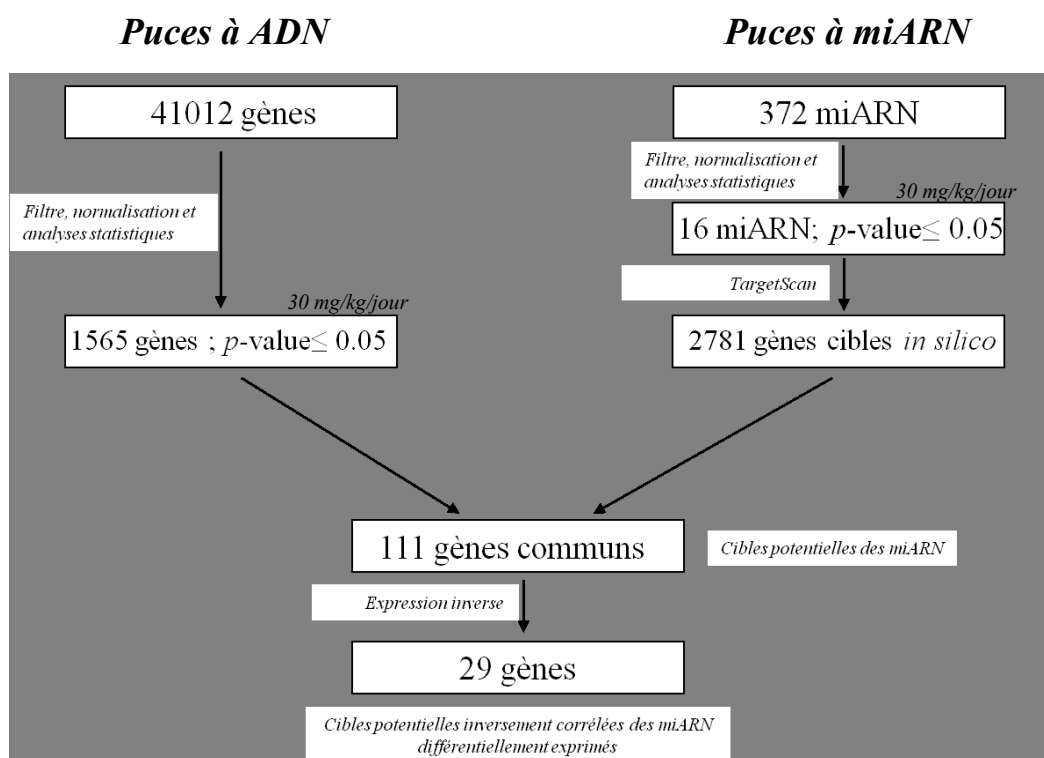 Puces à ADN
Puces à miARN
41012 gènes
372 miARN
Filtre, normalisation et
analyses statistiques
Filtre, normalisation et
analyses statistiques
30 mg/kg/jour
16 miARN; p-value≤ 0.05
TargetScan
30 mg/kg/jour
1565 gènes ; p-value≤ 0.05
2781 gènes cibles in silico
111 gènes communs
Cibles potentielles des miARN
Expression inverse
29 gènes
Cibles potentielles inversement corrélées des miARN
différentiellement exprimés